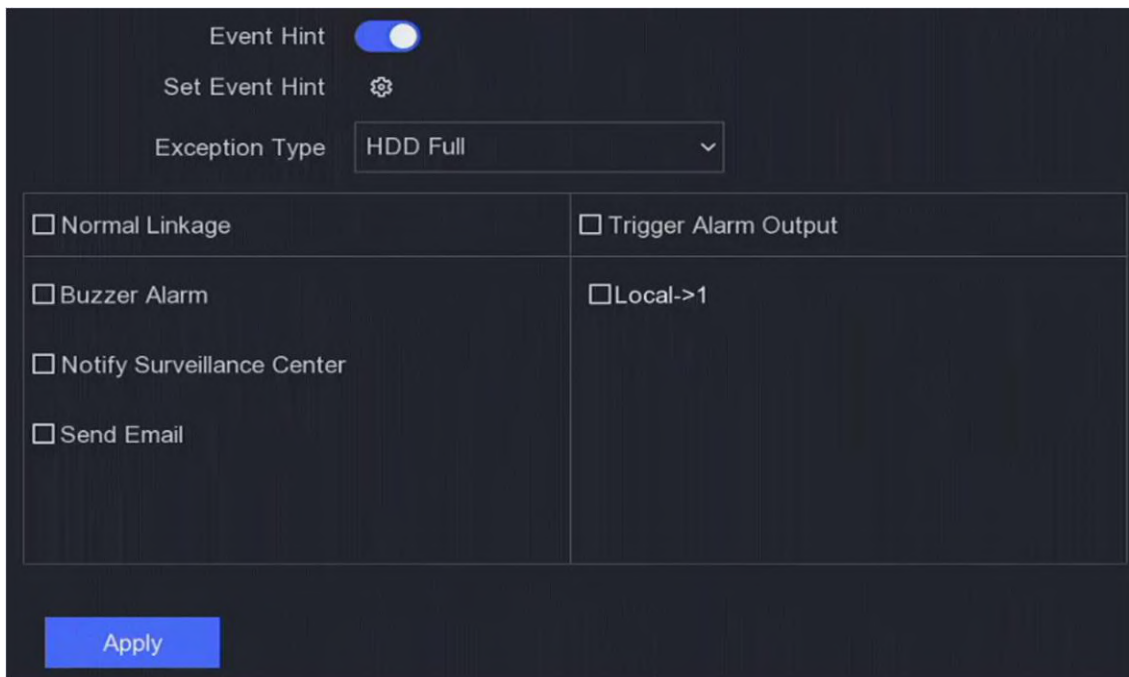 Event Hint
Set Event Hint
Exception Type HDD Full
Normal Linkage Trigger Alarm Output
Buzzer Alarm Local->1
Notify Surveillance Center
Send Email
Apply